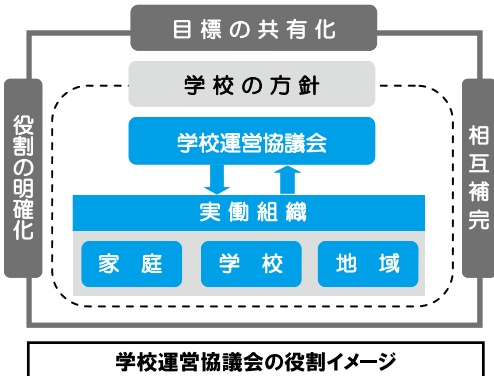 目標の共有化
学校の方針
学校運営協議会
役割の明確化
相互補完
実働組織
家庭
学校
地域
学校運営協議会の役割イメージ